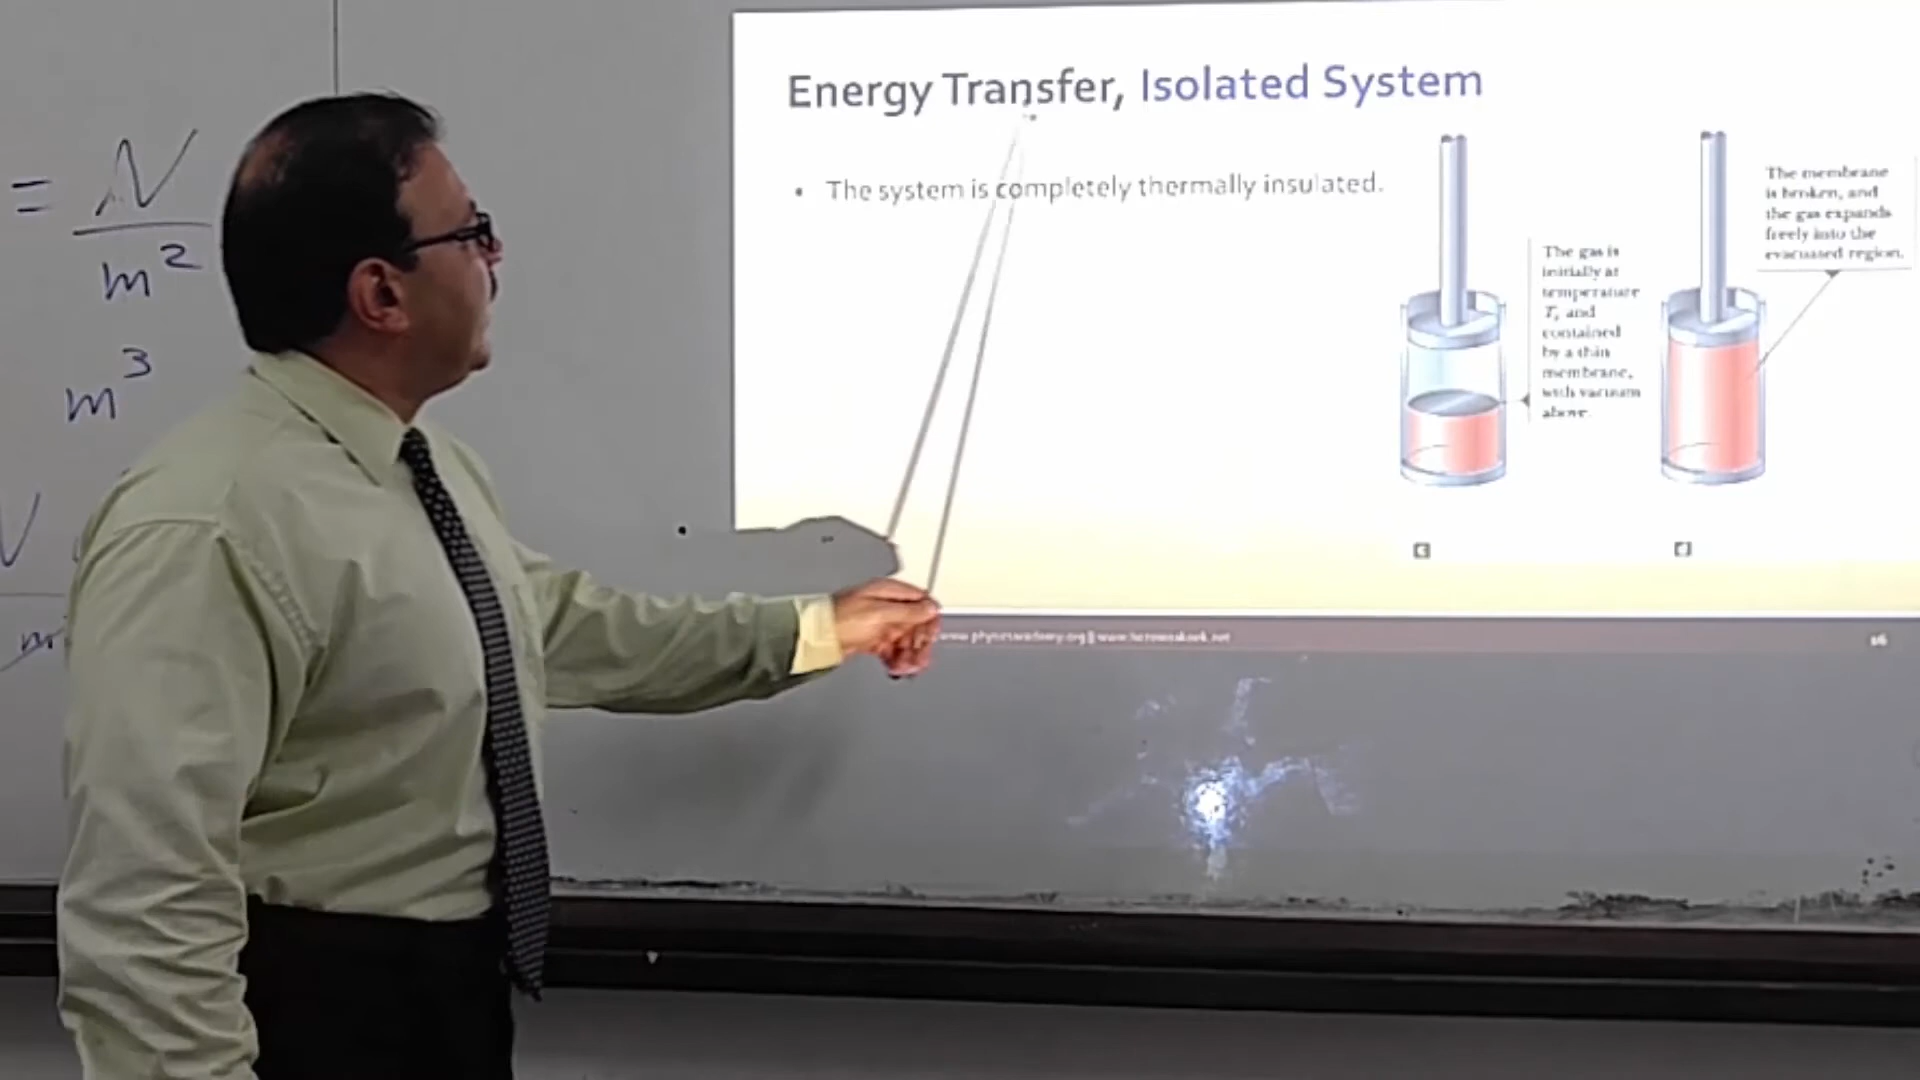 = N
m²
m³
Energy Transfer, Isolated System
• The system is completely thermally insulated.
The gas is
initially at
temperature
Tᵢ and
contained
by a thin
membrane,
with vacuum
above.
The membrane
is broken, and
the gas expands
freely into the
evacuated region.
16